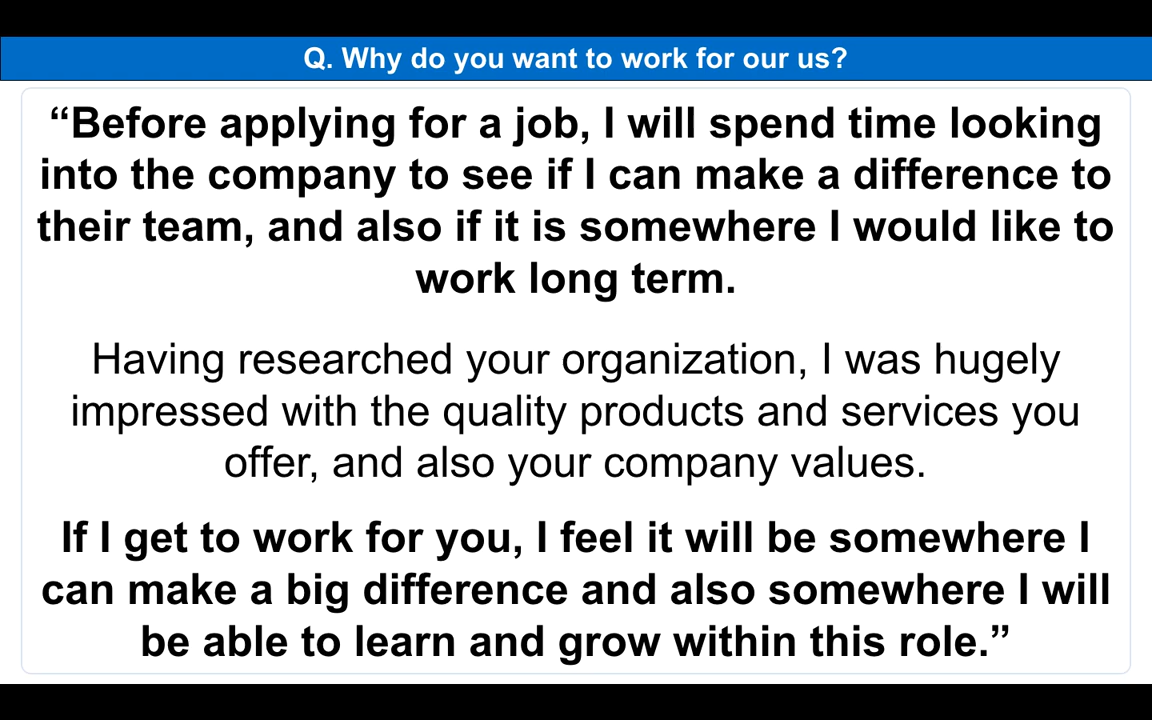 Q. Why do you want to work for our us?
“Before applying for a job, I will spend time looking
into the company to see if I can make a difference to
their team, and also if it is somewhere I would like to
work long term.
Having researched your organization, I was hugely
impressed with the quality products and services you
offer, and also your company values.
If I get to work for you, I feel it will be somewhere I
can make a big difference and also somewhere I will
be able to learn and grow within this role.”